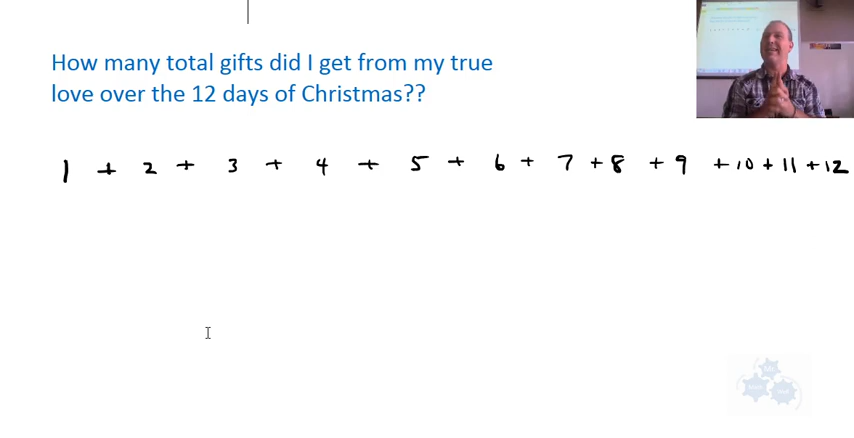 How many total gifts did I get from my true
love over the 12 days of Christmas??
1 + 2 + 3 + 4 + 5 + 6 + 7 + 8 + 9 + 10 + 11 + 12